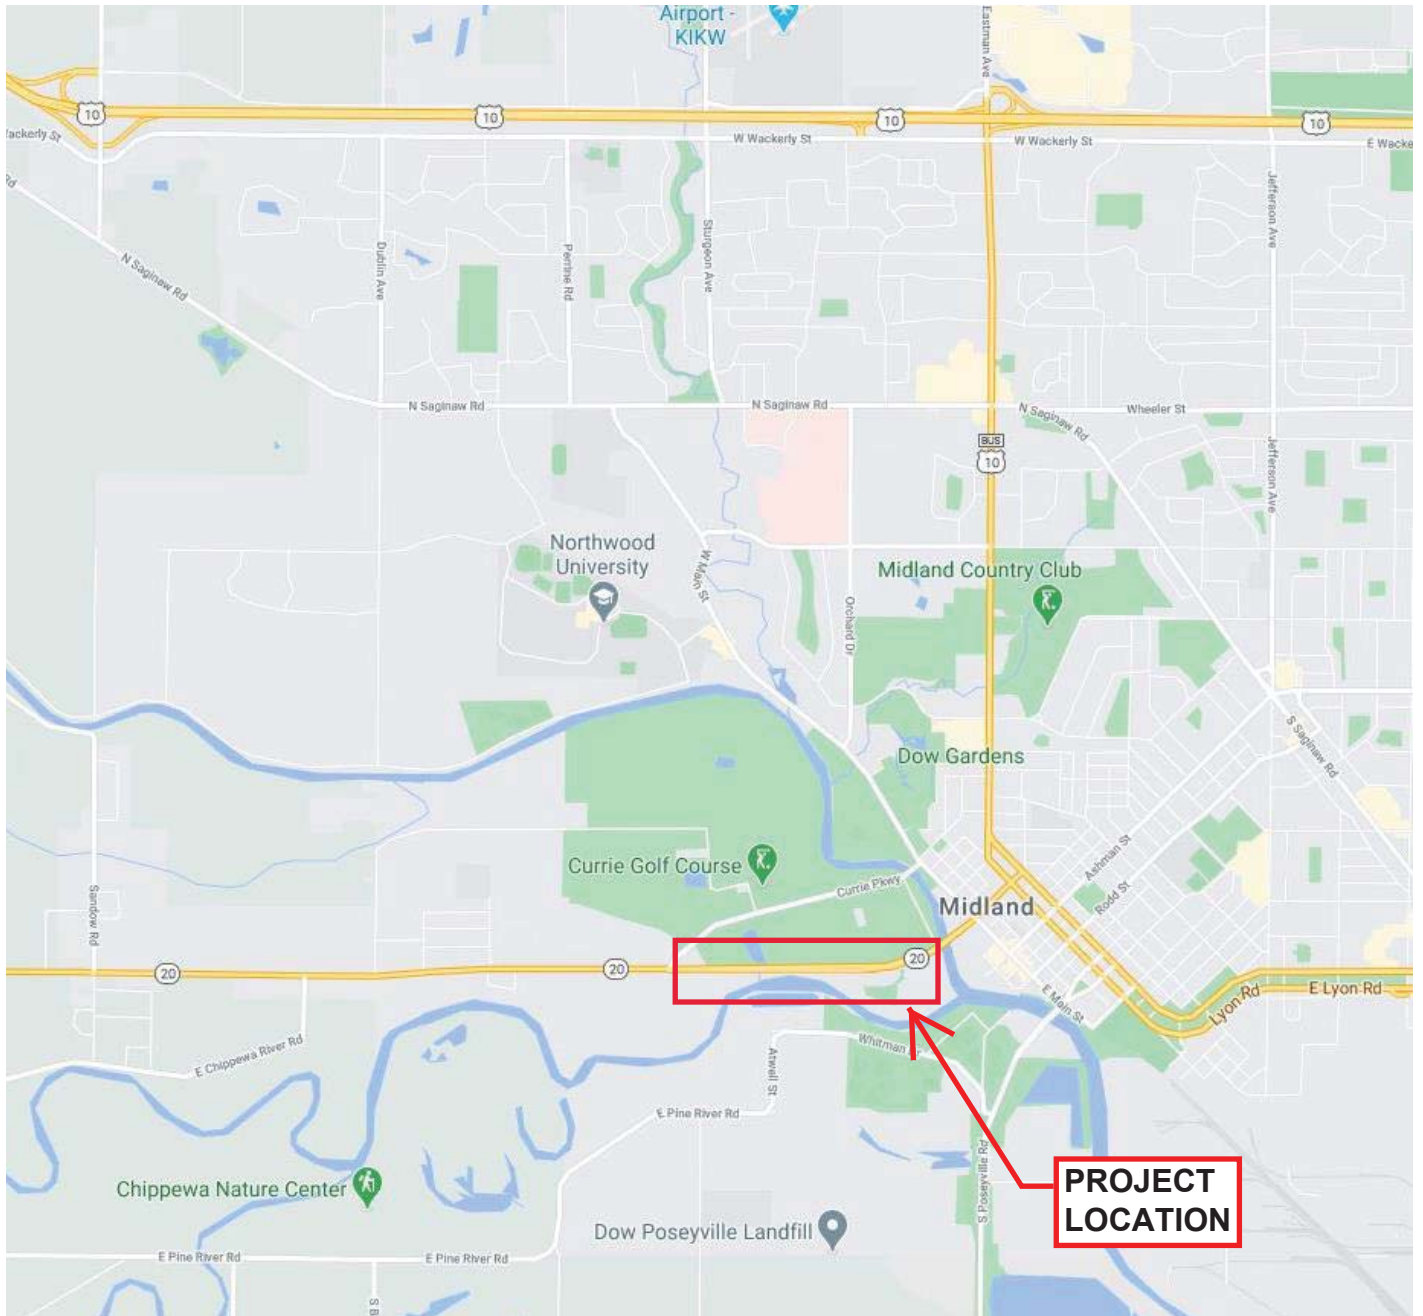 Airport -
KIKW
Eastman Ave
10
10
10
10
W Wackerly St
W Wackerly St
E Wacke
Rd
Jefferson Ave
Sturgeon Ave
Dublin Ave
Perrine Rd
N Saginaw Rd
N Saginaw Rd
N Saginaw Rd
N Saginaw Rd
Wheeler St
BUS
10
Jefferson Ave
Northwood
University
W Main St
Midland Country Club
Orchard Dr
S Saginaw Rd
Dow Gardens
Ashman St
Currie Golf Course
Currie Pkwy
Rodd St
Sandow Rd
Midland
20
20
20
E Main St
Lyon Rd
E Lyon Rd
E Chippewa River Rd
Whitman Dr
Atwell St
E Pine River Rd
S Poseyville Rd
PROJECT
LOCATION
Chippewa Nature Center
Dow Poseyville Landfill
E Pine River Rd
E Pine River Rd
S B